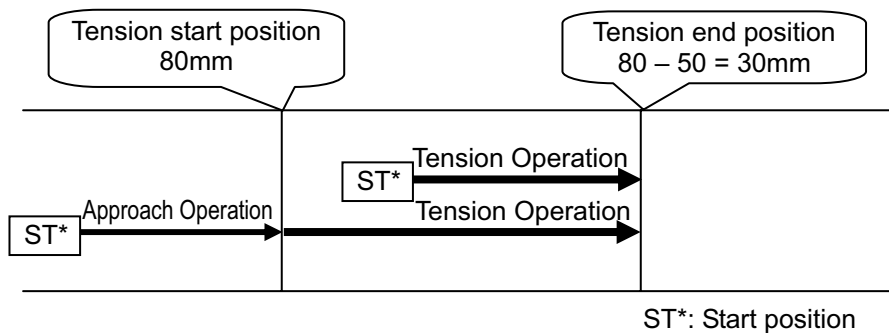 Tension start position
80mm
Tension end position
80 – 50 = 30mm
Tension Operation
ST*
Approach Operation
Tension Operation
ST*
ST*: Start position